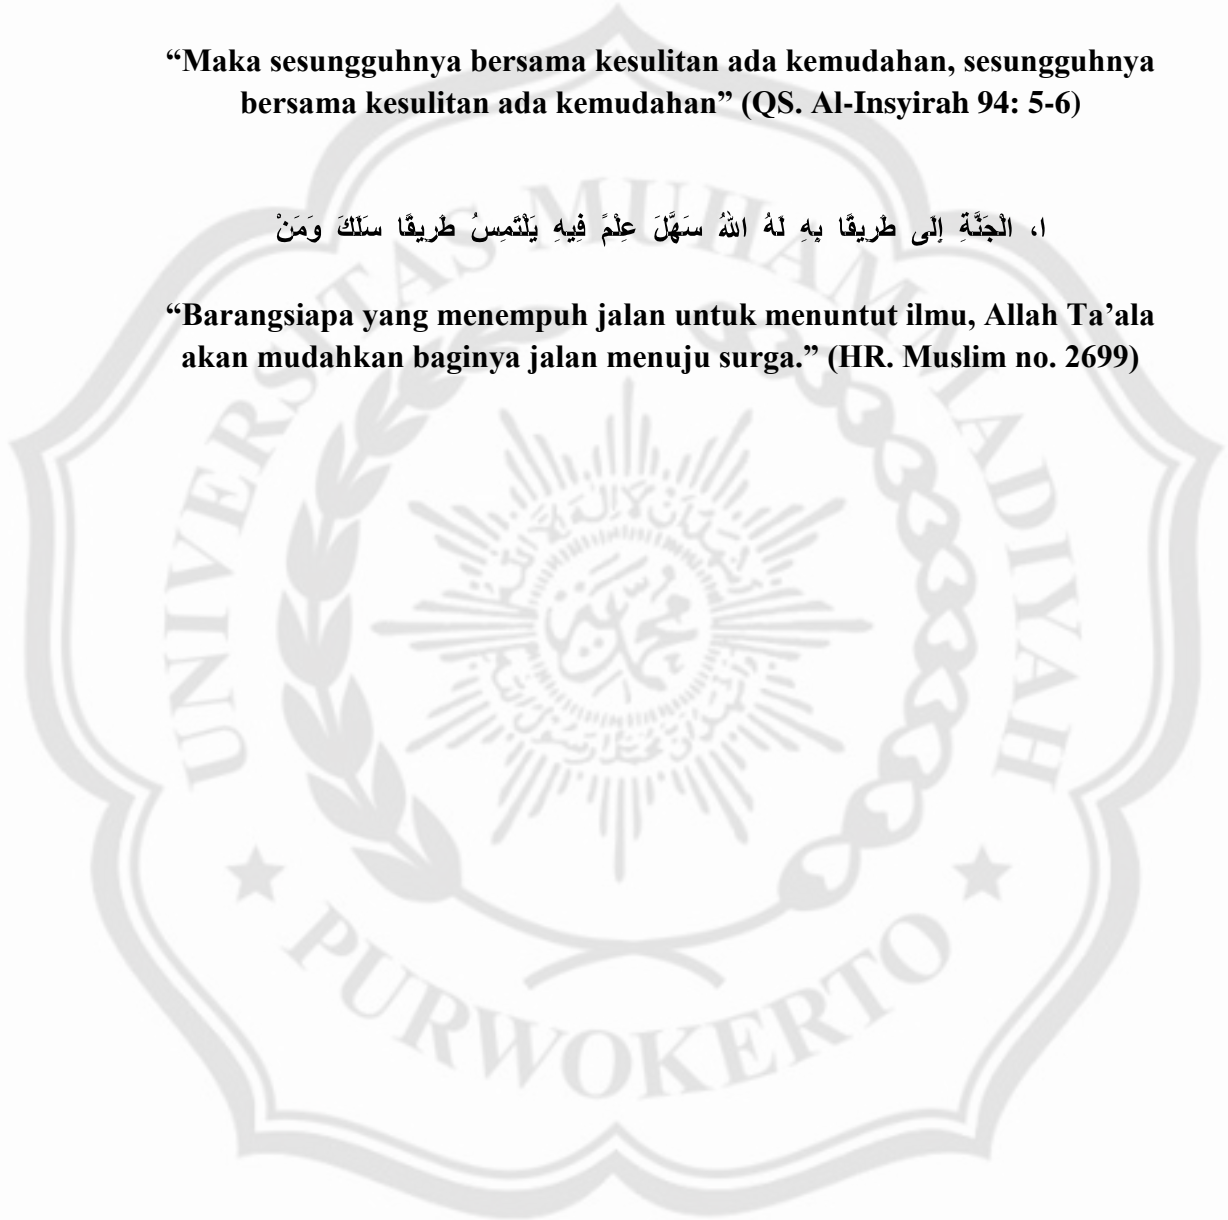 “Maka sesungguhnya bersama kesulitan ada kemudahan, sesungguhnya
bersama kesulitan ada kemudahan” (QS. Al-Insyirah 94: 5-6)
ا، الْجَنَّةِ إِلَى طَرِيقًا بِهِ لَهُ اللهُ سَهَّلَ عِلْمً فِيهِ يَلْتَمِسُ طَرِيقًا سَلَكَ وَمَنْ
“Barangsiapa yang menempuh jalan untuk menuntut ilmu, Allah Ta’ala
akan mudahkan baginya jalan menuju surga.” (HR. Muslim no. 2699)
UNIVERSITAS MUHAMMADIYAH
PURWOKERTO